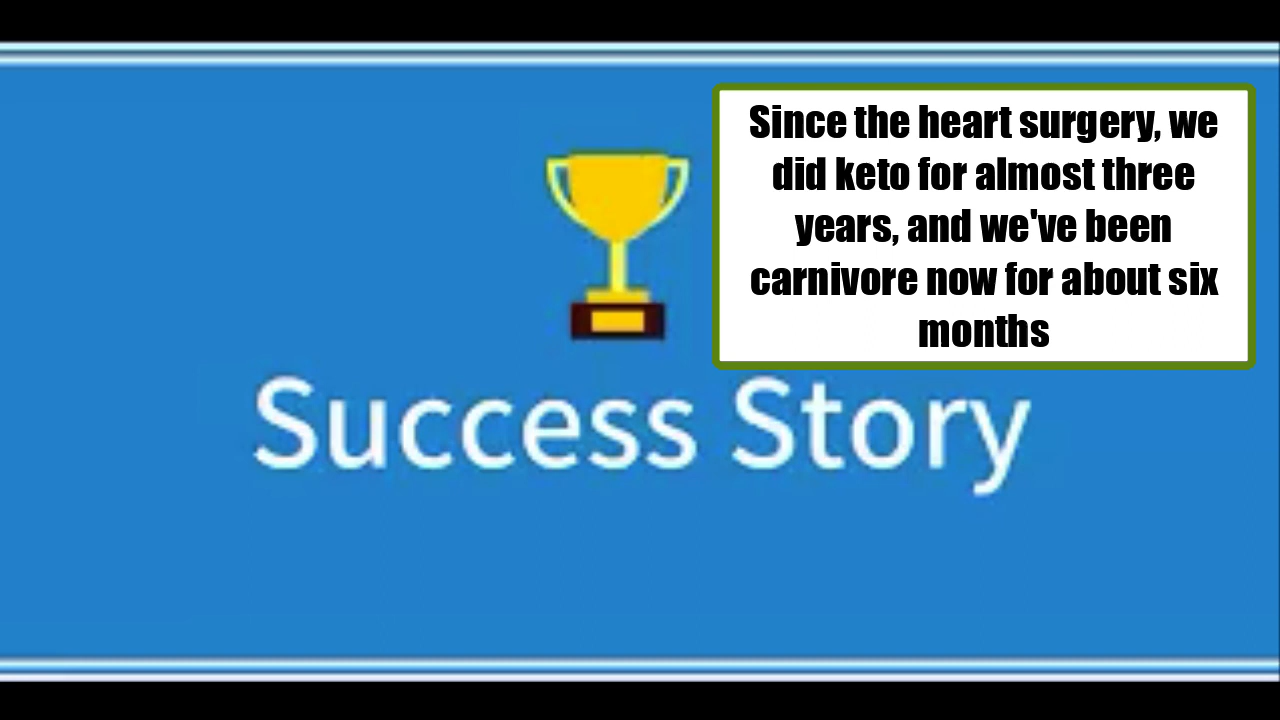 Since the heart surgery, we
did keto for almost three
years, and we've been
carnivore now for about six
months
Success Story